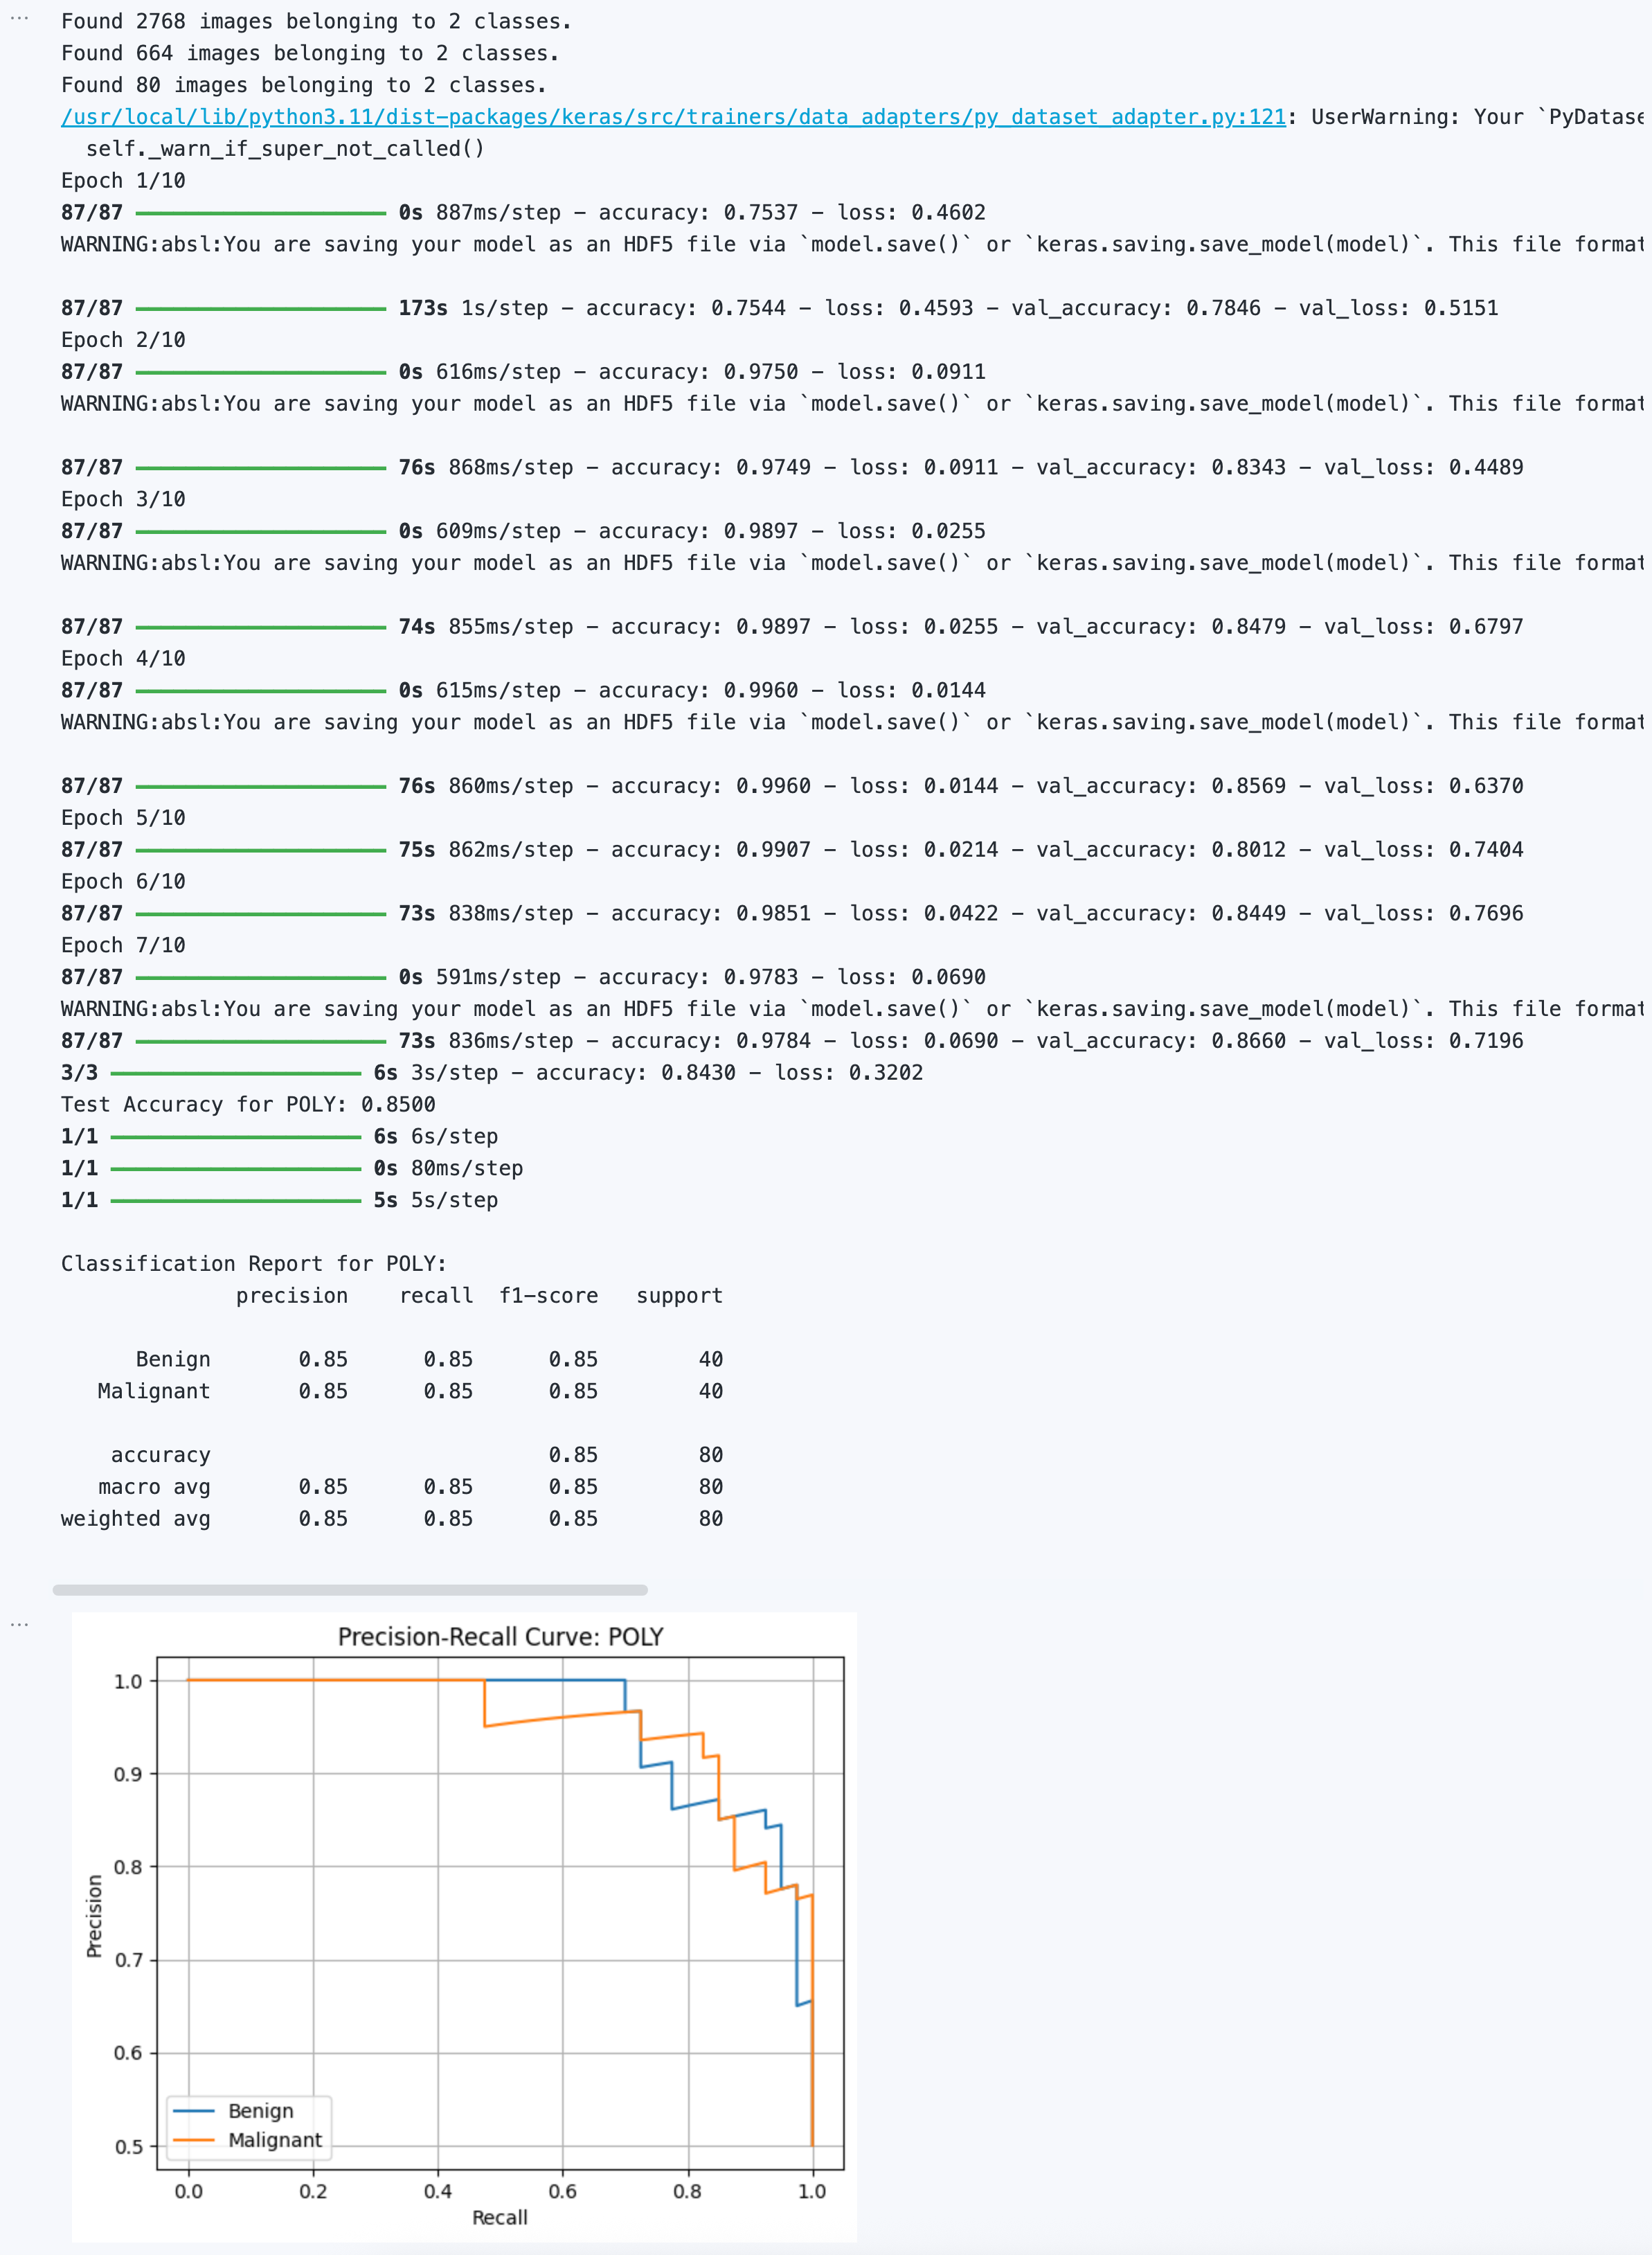 Found 2768 images belonging to 2 classes.
Found 664 images belonging to 2 classes.
Found 80 images belonging to 2 classes.
/usr/local/lib/python3.11/dist-packages/keras/src/trainers/data_adapters/py_dataset_adapter.py:121: UserWarning: Your `PyDatase
self._warn_if_super_not_called()
Epoch 1/10
87/87 0s 887ms/step - accuracy: 0.7537 - loss: 0.4602
WARNING:absl:You are saving your model as an HDF5 file via `model.save()` or `keras.saving.save_model(model)`. This file format
87/87 173s 1s/step - accuracy: 0.7544 - loss: 0.4593 - val_accuracy: 0.7846 - val_loss: 0.5151
Epoch 2/10
87/87 0s 616ms/step - accuracy: 0.9750 - loss: 0.0911
WARNING:absl:You are saving your model as an HDF5 file via `model.save()` or `keras.saving.save_model(model)`. This file format
87/87 76s 868ms/step - accuracy: 0.9749 - loss: 0.0911 - val_accuracy: 0.8343 - val_loss: 0.4489
Epoch 3/10
87/87 0s 609ms/step - accuracy: 0.9897 - loss: 0.0255
WARNING:absl:You are saving your model as an HDF5 file via `model.save()` or `keras.saving.save_model(model)`. This file format
87/87 74s 855ms/step - accuracy: 0.9897 - loss: 0.0255 - val_accuracy: 0.8479 - val_loss: 0.6797
Epoch 4/10
87/87 0s 615ms/step - accuracy: 0.9960 - loss: 0.0144
WARNING:absl:You are saving your model as an HDF5 file via `model.save()` or `keras.saving.save_model(model)`. This file format
87/87 76s 860ms/step - accuracy: 0.9960 - loss: 0.0144 - val_accuracy: 0.8569 - val_loss: 0.6370
Epoch 5/10
87/87 75s 862ms/step - accuracy: 0.9907 - loss: 0.0214 - val_accuracy: 0.8012 - val_loss: 0.7404
Epoch 6/10
87/87 73s 838ms/step - accuracy: 0.9851 - loss: 0.0422 - val_accuracy: 0.8449 - val_loss: 0.7696
Epoch 7/10
87/87 0s 591ms/step - accuracy: 0.9783 - loss: 0.0690
WARNING:absl:You are saving your model as an HDF5 file via `model.save()` or `keras.saving.save_model(model)`. This file format
87/87 73s 836ms/step - accuracy: 0.9784 - loss: 0.0690 - val_accuracy: 0.8660 - val_loss: 0.7196
3/3 6s 3s/step - accuracy: 0.8430 - loss: 0.3202
Test Accuracy for POLY: 0.8500
1/1 6s 6s/step
1/1 0s 80ms/step
1/1 5s 5s/step
Classification Report for POLY:
precision recall f1-score support
Benign 0.85 0.85 0.85 40
Malignant 0.85 0.85 0.85 40
accuracy 0.85 80
macro avg 0.85 0.85 0.85 80
weighted avg 0.85 0.85 0.85 80
Precision-Recall Curve: POLY
1.0
0.9
0.8
0.7
0.6
0.5
Precision
Benign
Malignant
0.0 0.2 0.4 0.6 0.8 1.0
Recall